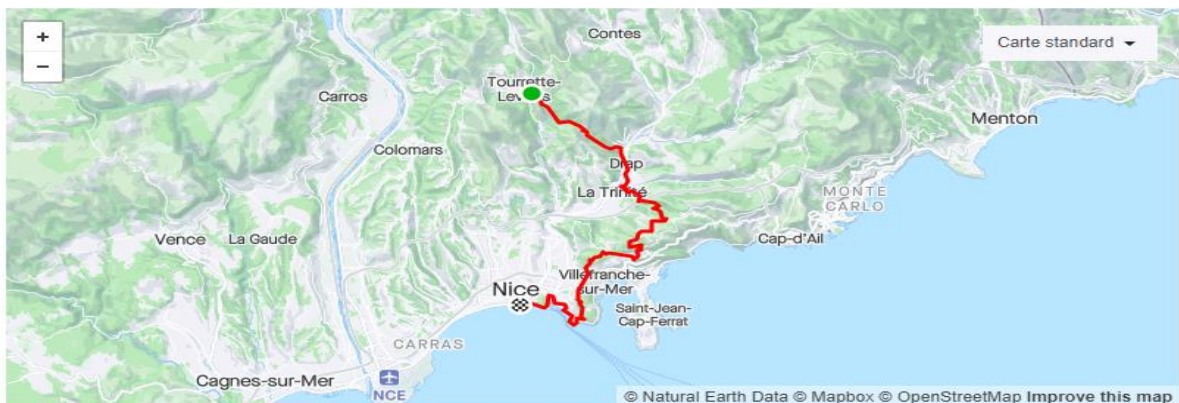 +
−
Carte standard
Contes
Tourrette-
Levens
Carros
Menton
Colomars
Drap
La Trinité
MONTE
CARLO
Vence
La Gaude
Cap-d'Ail
Villefranche-
sur-Mer
Nice
Saint-Jean-
Cap-Ferrat
CARRAS
Cagnes-sur-Mer
NCE
© Natural Earth Data © Mapbox © OpenStreetMap Improve this map